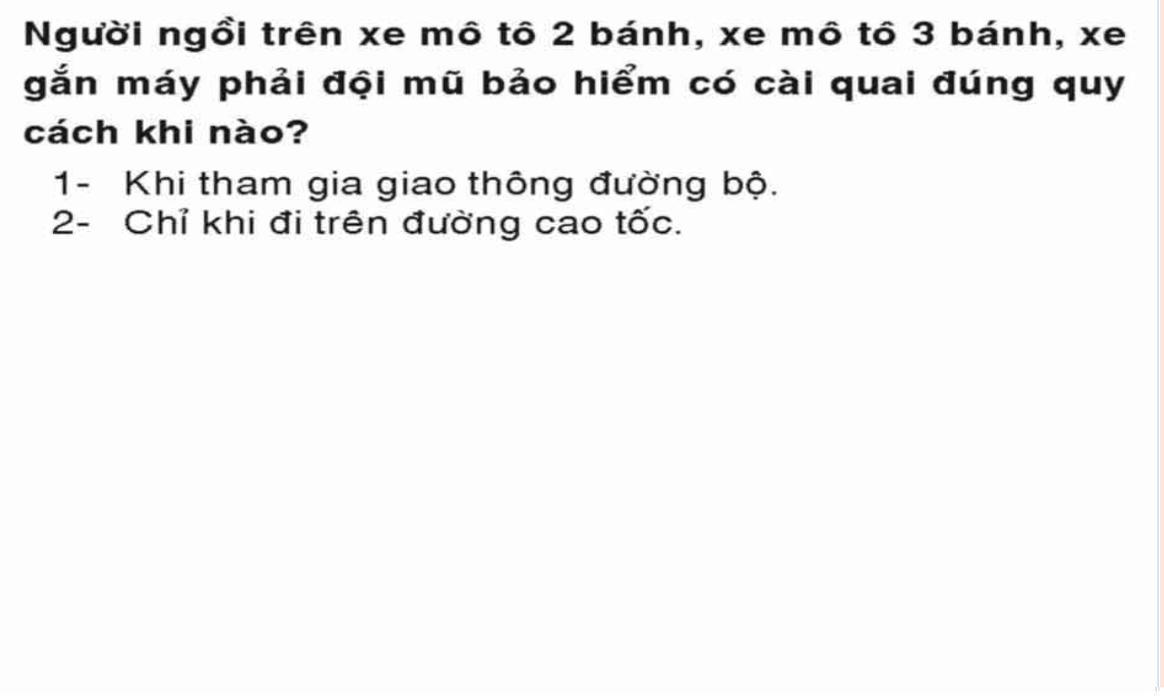 Người ngồi trên xe mô tô 2 bánh, xe mô tô 3 bánh, xe
gắn máy phải đội mũ bảo hiểm có cài quai đúng quy
cách khi nào?
1- Khi tham gia giao thông đường bộ.
2- Chỉ khi đi trên đường cao tốc.